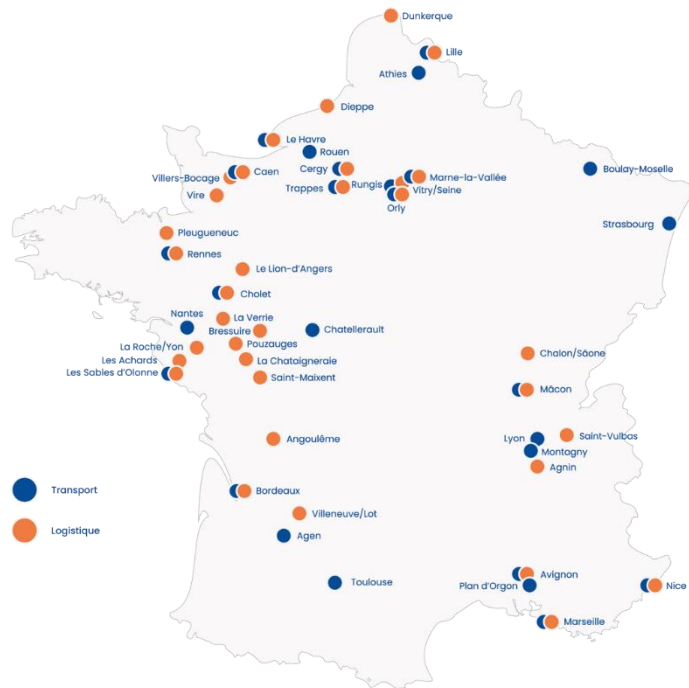 Dunkerque
Lille
Athies
Dieppe
Le Havre
Rouen
Cergy
Caen
Villers-Bocage
Boulay-Moselle
Marne-la-Vallée
Rungis
Trappes
Vitry/Seine
Vire
Orly
Strasbourg
Pleugueneuc
Rennes
Le Lion-d'Angers
Cholet
Nantes
La Verrie
Bressuire
Chatellerault
Pouzauges
La Roche/Yon
Chalon/Sâone
Les Achards
La Chataigneraie
Les Sables d'Olonne
Saint-Maixent
Mâcon
Angoulême
Lyon
Saint-Vulbas
Montagny
Agnin
Transport
Bordeaux
Villeneuve/Lot
Logistique
Agen
Avignon
Toulouse
Plan d'Orgon
Nice
Marseille